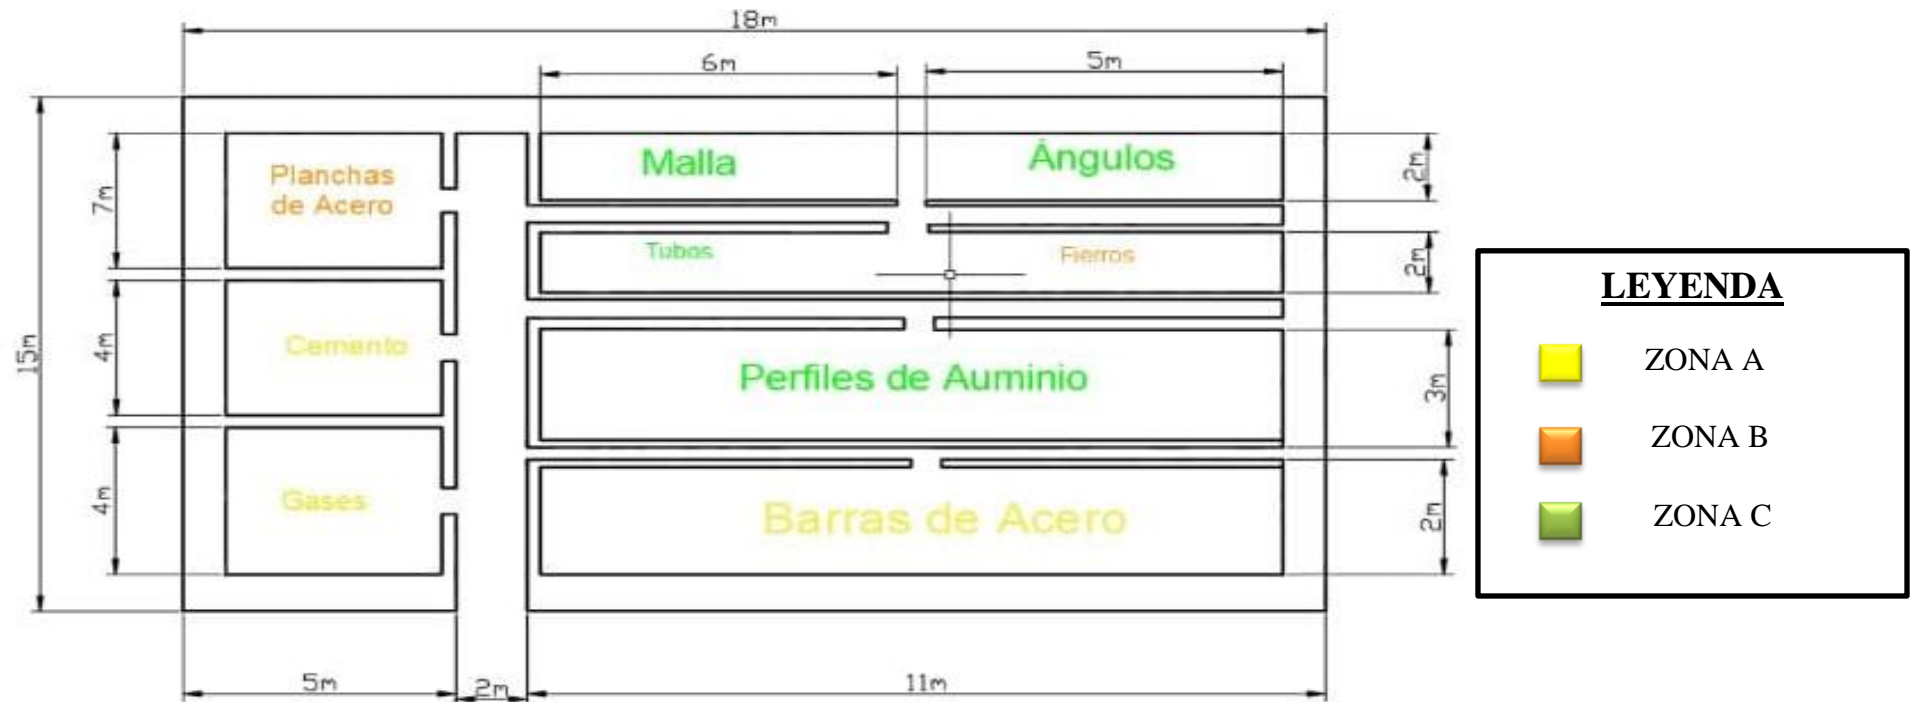 18m
6m
5m
Malla
Ángulos
2m
Planchas
de Acero
7m
Tubos
Fierros
2m
LEYENDA
Cemento
4m
15m
ZONA A
Perfiles de Auminio
3m
ZONA B
Gases
4m
Barras de Acero
2m
ZONA C
5m
2m
11m